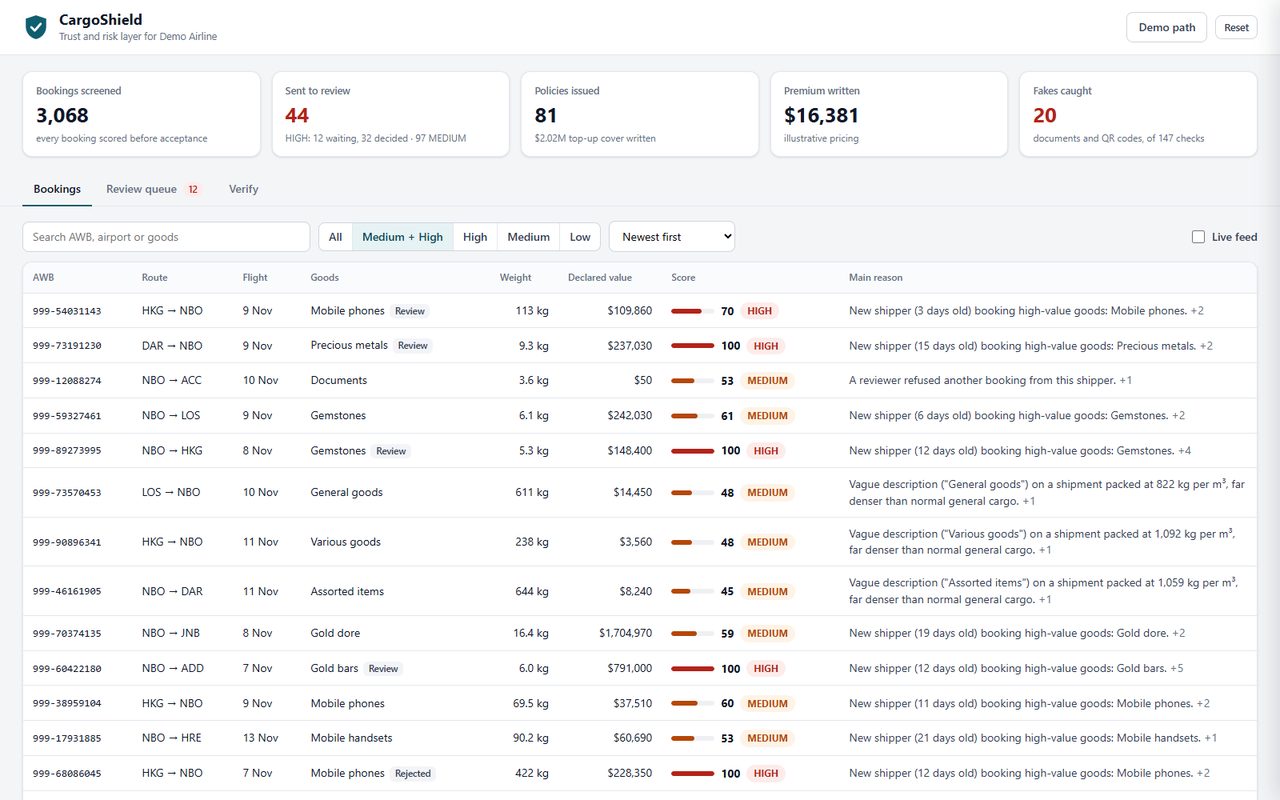 CargoShield
Trust and risk layer for Demo Airline
Demo path
Reset
Bookings screened
3,068
every booking scored before acceptance
Sent to review
44
HIGH: 12 waiting, 32 decided · 97 MEDIUM
Policies issued
81
$2.02M top-up cover written
Premium written
$16,381
illustrative pricing
Fakes caught
20
documents and QR codes, of 147 checks
Bookings
Review queue 12
Verify
Search AWB, airport or goods
All
Medium + High
High
Medium
Low
Newest first
Live feed
AWB Route Flight Goods Weight Declared value Score Main reason
999-54031143 HKG → NBO 9 Nov Mobile phones Review 113 kg $109,860 70 HIGH New shipper (3 days old) booking high-value goods: Mobile phones. +2
999-73191230 DAR → NBO 9 Nov Precious metals Review 9.3 kg $237,030 100 HIGH New shipper (15 days old) booking high-value goods: Precious metals. +2
999-12088274 NBO → ACC 10 Nov Documents 3.6 kg $50 53 MEDIUM A reviewer refused another booking from this shipper. +1
999-59327461 NBO → LOS 9 Nov Gemstones 6.1 kg $242,030 61 MEDIUM New shipper (6 days old) booking high-value goods: Gemstones. +2
999-89273995 NBO → HKG 8 Nov Gemstones Review 5.3 kg $148,400 100 HIGH New shipper (12 days old) booking high-value goods: Gemstones. +4
999-73570453 LOS → NBO 10 Nov General goods 611 kg $14,450 48 MEDIUM Vague description ("General goods") on a shipment packed at 822 kg per m³, far
denser than normal general cargo. +1
999-90896341 HKG → NBO 11 Nov Various goods 238 kg $3,560 48 MEDIUM Vague description ("Various goods") on a shipment packed at 1,092 kg per m³,
far denser than normal general cargo. +1
999-46161905 NBO → DAR 11 Nov Assorted items 644 kg $8,240 45 MEDIUM Vague description ("Assorted items") on a shipment packed at 1,059 kg per m³,
far denser than normal general cargo. +1
999-70374135 NBO → JNB 8 Nov Gold dore 16.4 kg $1,704,970 59 MEDIUM New shipper (19 days old) booking high-value goods: Gold dore. +2
999-60422180 NBO → ADD 7 Nov Gold bars Review 6.0 kg $791,000 100 HIGH New shipper (12 days old) booking high-value goods: Gold bars. +5
999-38959104 HKG → NBO 9 Nov Mobile phones 69.5 kg $37,510 60 MEDIUM New shipper (11 days old) booking high-value goods: Mobile phones. +2
999-17931885 NBO → HRE 13 Nov Mobile handsets 90.2 kg $60,690 53 MEDIUM New shipper (21 days old) booking high-value goods: Mobile handsets. +1
999-68086045 HKG → NBO 7 Nov Mobile phones Rejected 422 kg $228,350 100 HIGH New shipper (12 days old) booking high-value goods: Mobile phones. +2